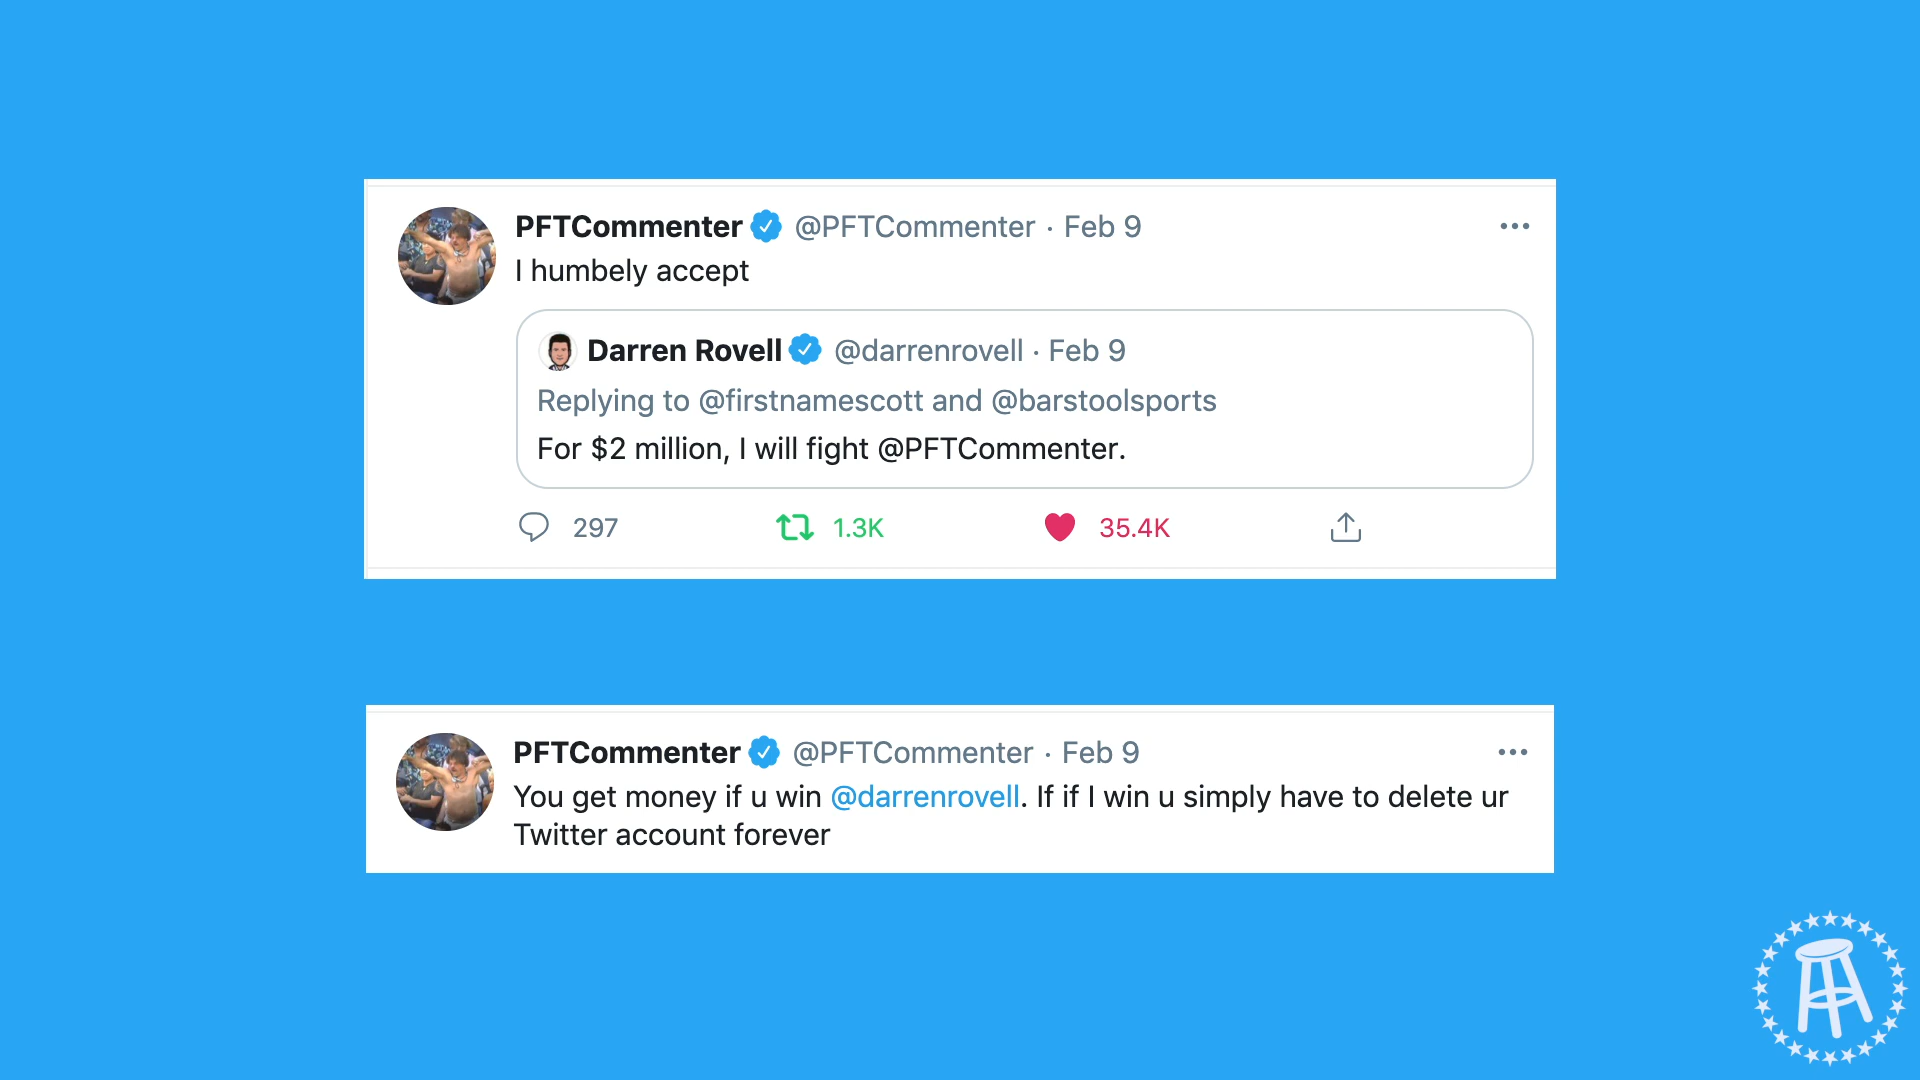 PFTCommenter @PFTCommenter · Feb 9
I humbely accept
Darren Rovell @darrenrovell · Feb 9
Replying to @firstnamescott and @barstoolsports
For $2 million, I will fight @PFTCommenter.
297 1.3K 35.4K
PFTCommenter @PFTCommenter · Feb 9
You get money if u win @darrenrovell. If if I win u simply have to delete ur
Twitter account forever